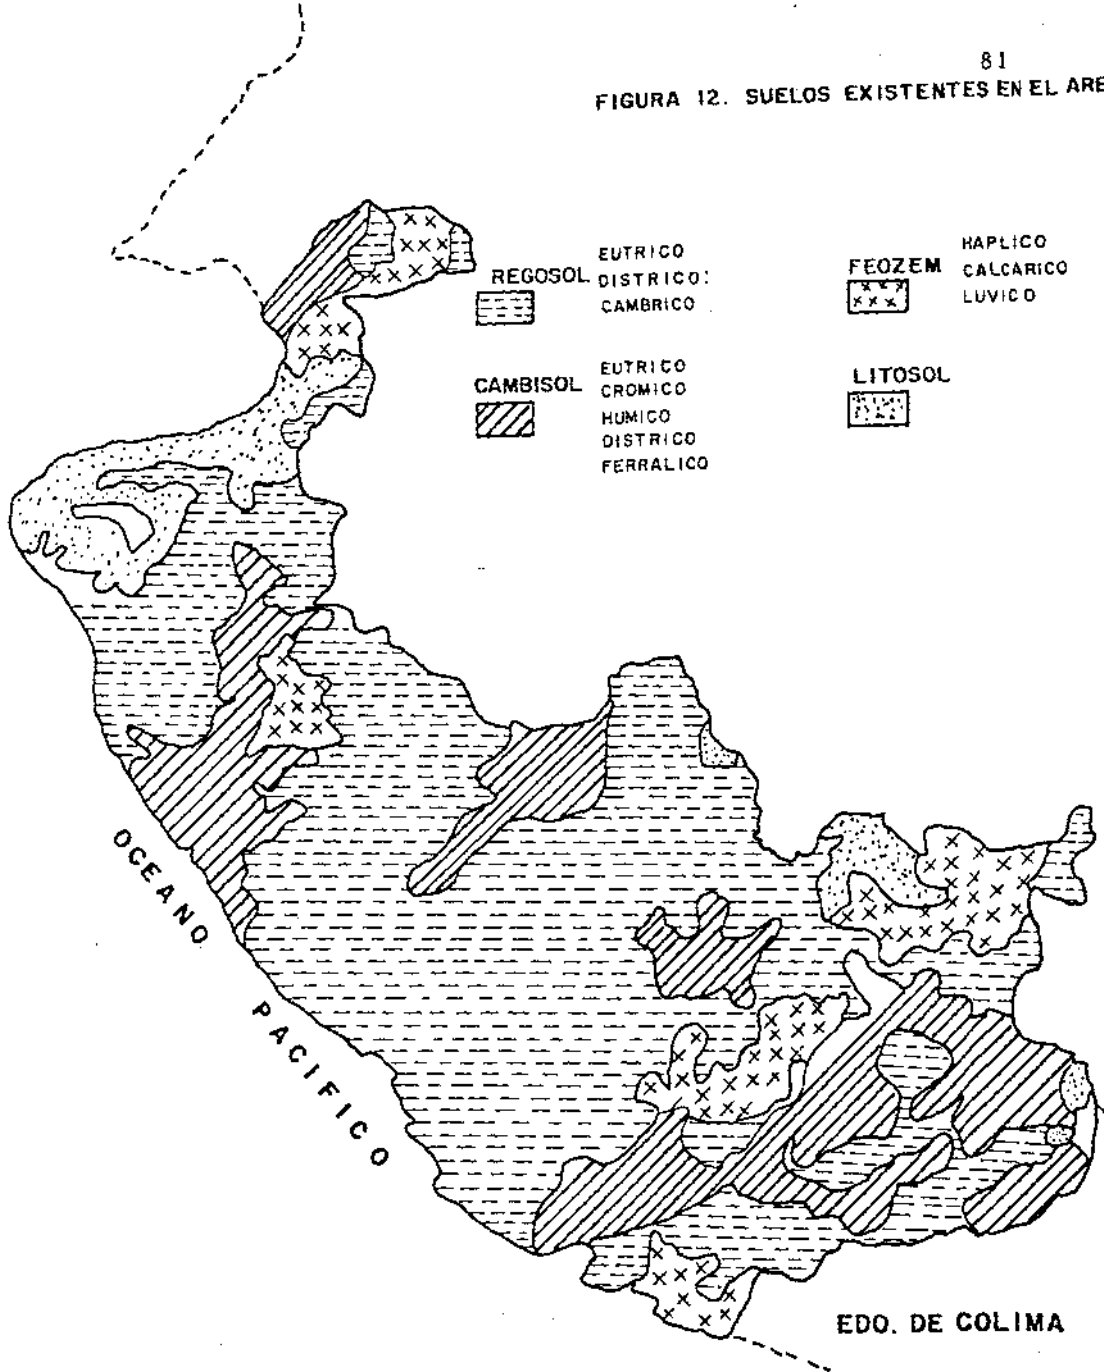 81
FIGURA 12. SUELOS EXISTENTES EN EL ARE
REGOSOL
EUTRICO
DISTRICO:
CAMBRICO
FEOZEM
HAPLICO
CALCARICO
LUVICO
CAMBISOL
EUTRICO
CROMICO
HUMICO
DISTRICO
FERRALICO
LITOSOL
OCEANO.
PACIFICO
EDO. DE COLIMA